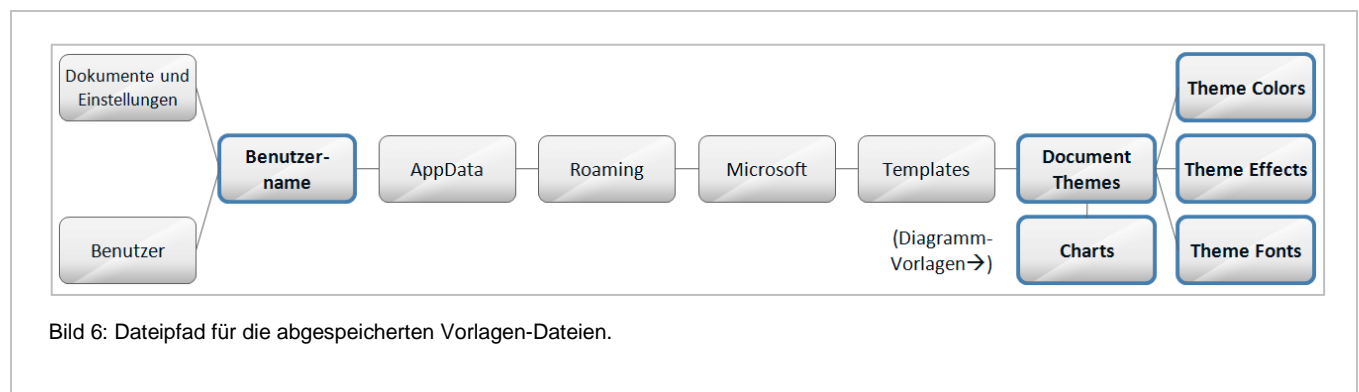 Dokumente und
Einstellungen
Benutzer-
name
Benutzer
AppData
Roaming
Microsoft
Templates
(Diagramm-
Vorlagen→)
Document
Themes
Charts
Theme Colors
Theme Effects
Theme Fonts
Bild 6: Dateipfad für die abgespeicherten Vorlagen-Dateien.